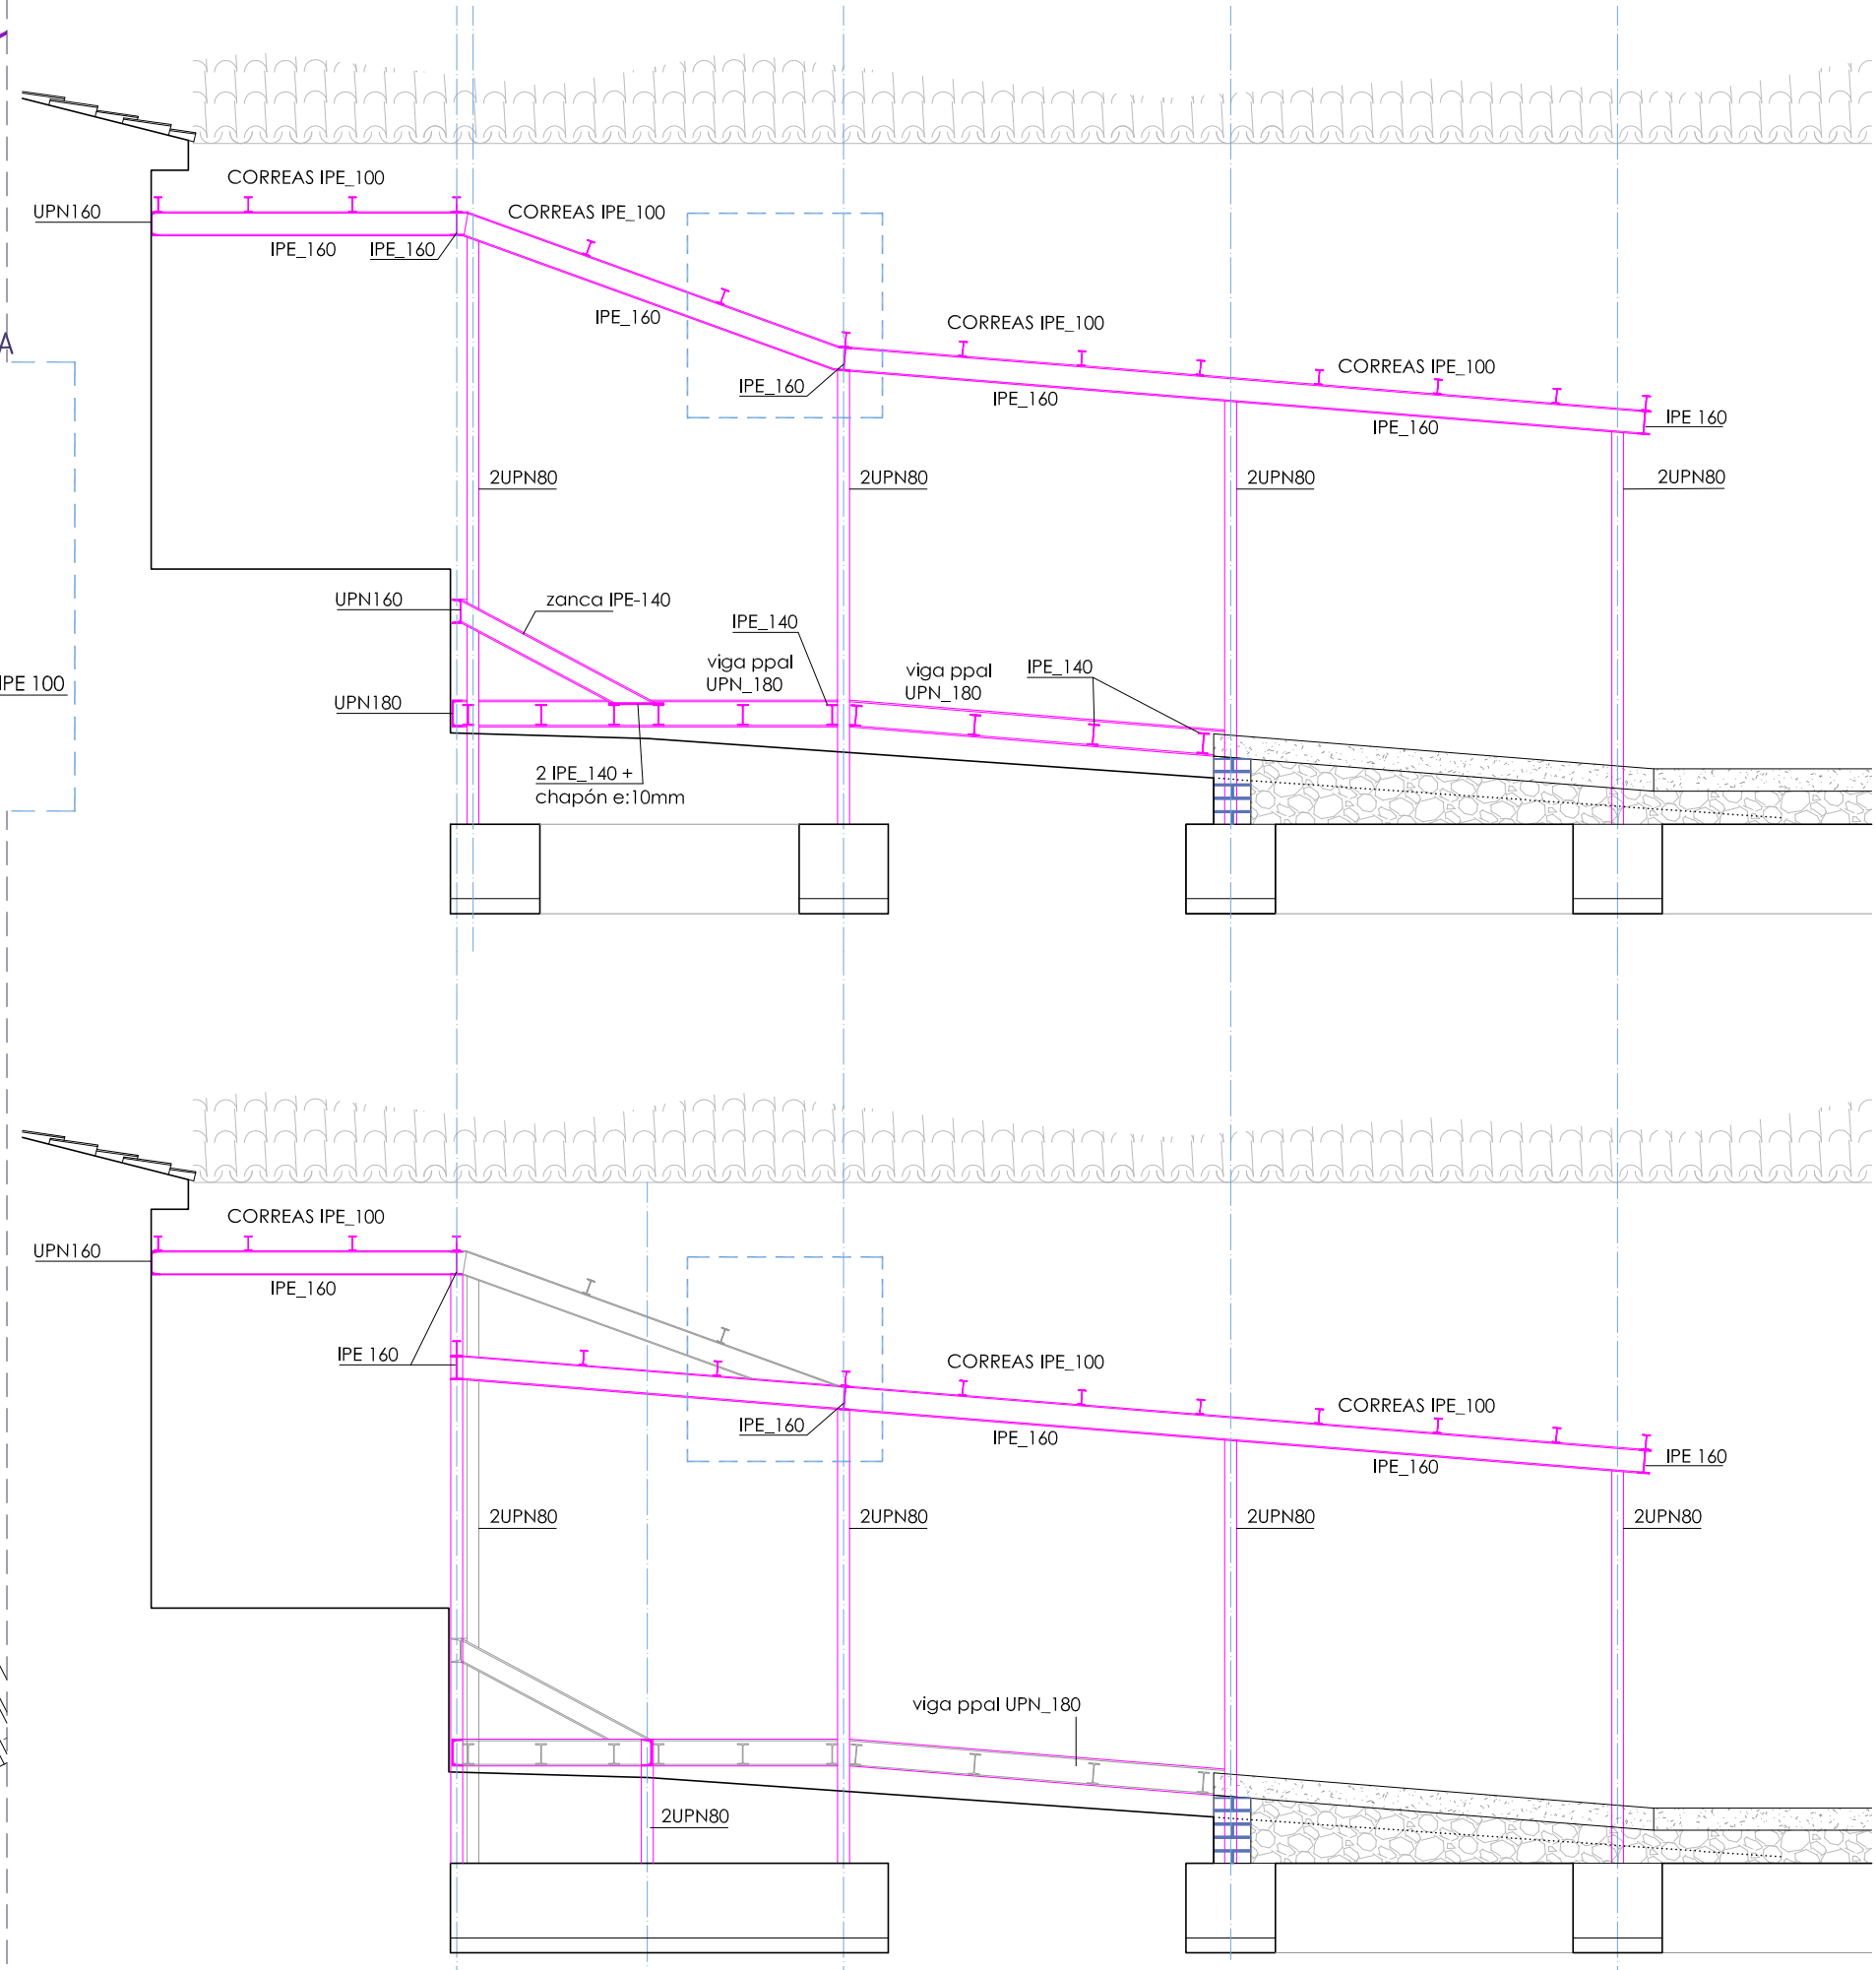 CORREAS IPE_100
UPN160
CORREAS IPE_100
IPE_160
IPE_160
IPE_160
CORREAS IPE_100
A
CORREAS IPE_100
IPE_160
IPE_160
IPE 160
IPE_160
2UPN80
2UPN80
2UPN80
2UPN80
UPN160
zanca IPE-140
IPE_140
viga ppal
UPN_180
viga ppal
UPN_180
IPE_140
IPE 100
UPN180
2 IPE_140 +
chapón e:10mm
CORREAS IPE_100
UPN160
IPE_160
IPE 160
CORREAS IPE_100
CORREAS IPE_100
IPE_160
IPE_160
IPE 160
IPE_160
2UPN80
2UPN80
2UPN80
2UPN80
viga ppal UPN_180
2UPN80